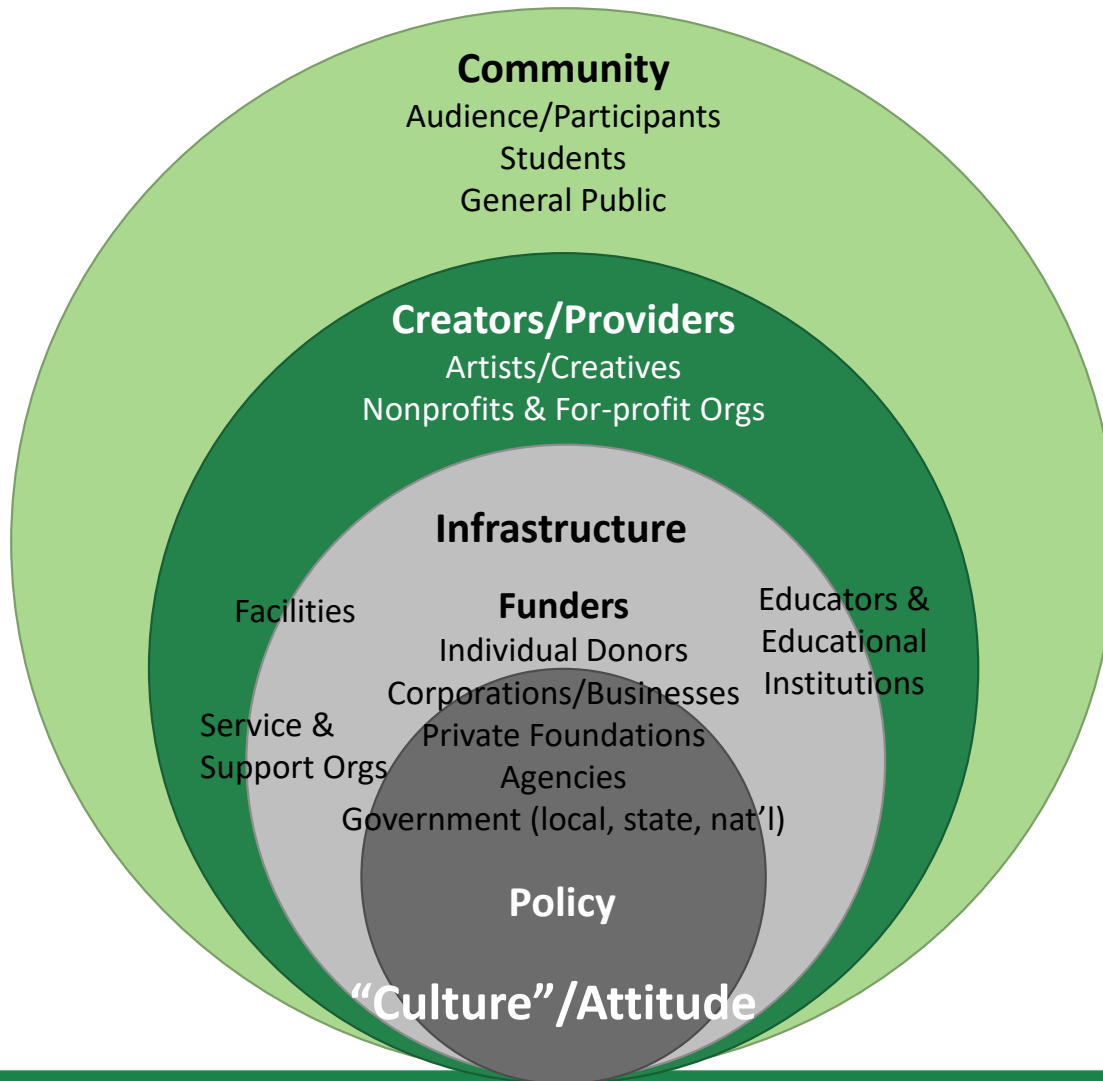 Community
Audience/Participants
Students
General Public
Creators/Providers
Artists/Creatives
Nonprofits & For-profit Orgs
Infrastructure
Facilities
Service &
Support Orgs
Funders
Individual Donors
Corporations/Businesses
Private Foundations
Agencies
Government (local, state, nat’l)
Educators &
Educational
Institutions
Policy
“Culture”/Attitude